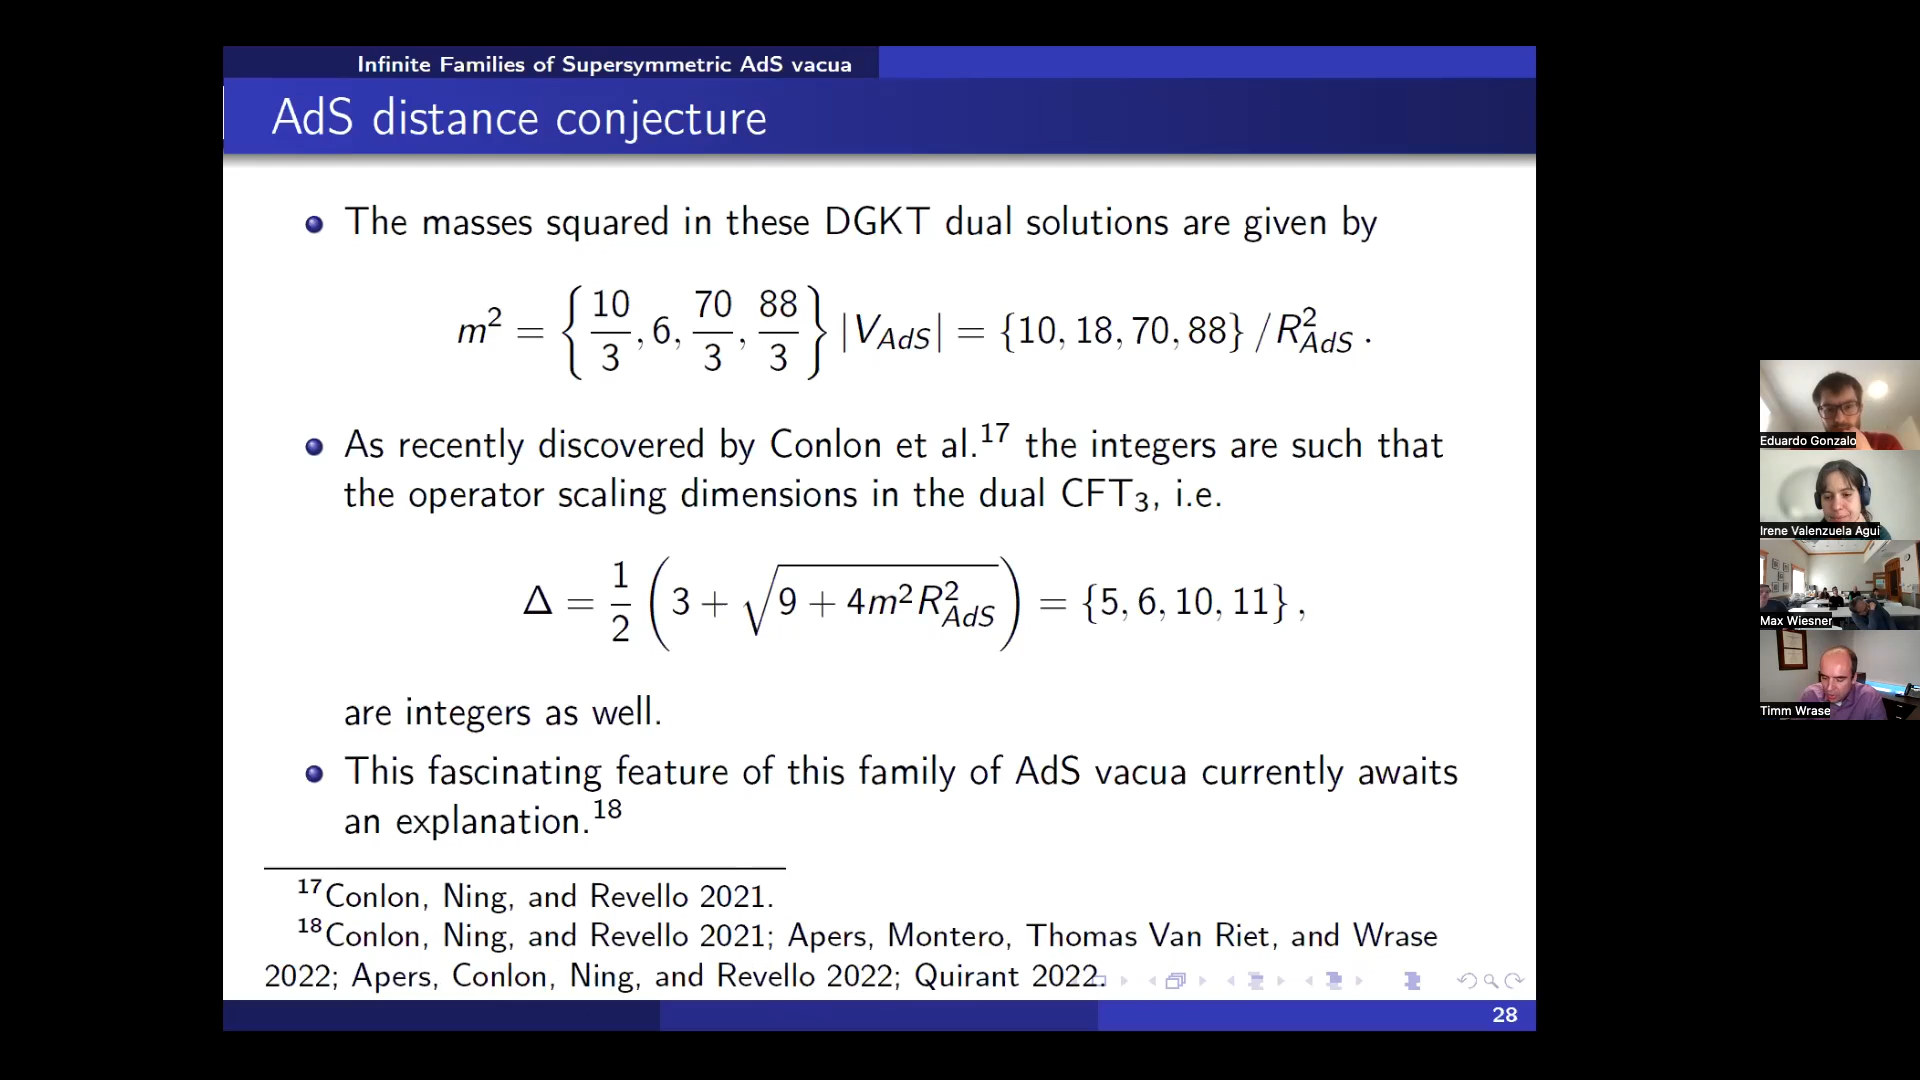 Infinite Families of Supersymmetric AdS vacua
AdS distance conjecture
The masses squared in these DGKT dual solutions are given by
m² = {10/3, 6, 70/3, 88/3} |V_AdS| = {10, 18, 70, 88} /R²_AdS .
As recently discovered by Conlon et al.¹⁷ the integers are such that
the operator scaling dimensions in the dual CFT₃, i.e.
Δ = 1/2 (3 + √(9 + 4m²R²_AdS)) = {5, 6, 10, 11} ,
are integers as well.
This fascinating feature of this family of AdS vacua currently awaits
an explanation.¹⁸
¹⁷Conlon, Ning, and Revello 2021.
¹⁸Conlon, Ning, and Revello 2021; Apers, Montero, Thomas Van Riet, and Wrase
2022; Apers, Conlon, Ning, and Revello 2022; Quirant 2022.
28
Eduardo Gonzalo
Irene Valenzuela Agui
Max Wiesner
Timm Wrase